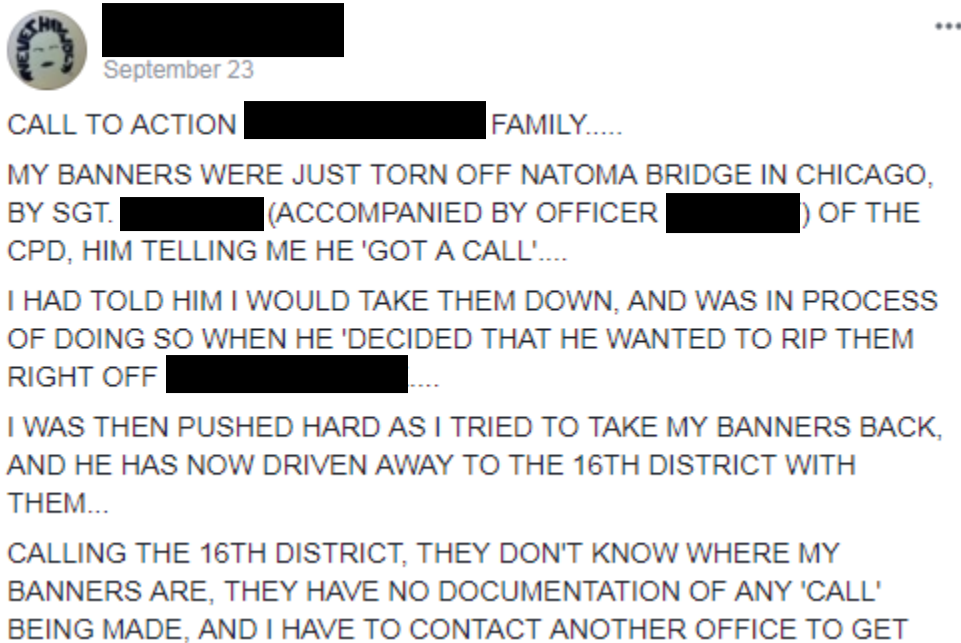 September 23
CALL TO ACTION FAMILY.....
MY BANNERS WERE JUST TORN OFF NATOMA BRIDGE IN CHICAGO,
BY SGT. (ACCOMPANIED BY OFFICER ) OF THE
CPD, HIM TELLING ME HE 'GOT A CALL'....
I HAD TOLD HIM I WOULD TAKE THEM DOWN, AND WAS IN PROCESS
OF DOING SO WHEN HE 'DECIDED THAT HE WANTED TO RIP THEM
RIGHT OFF ....
I WAS THEN PUSHED HARD AS I TRIED TO TAKE MY BANNERS BACK,
AND HE HAS NOW DRIVEN AWAY TO THE 16TH DISTRICT WITH
THEM...
CALLING THE 16TH DISTRICT, THEY DON'T KNOW WHERE MY
BANNERS ARE, THEY HAVE NO DOCUMENTATION OF ANY 'CALL'
BEING MADE, AND I HAVE TO CONTACT ANOTHER OFFICE TO GET